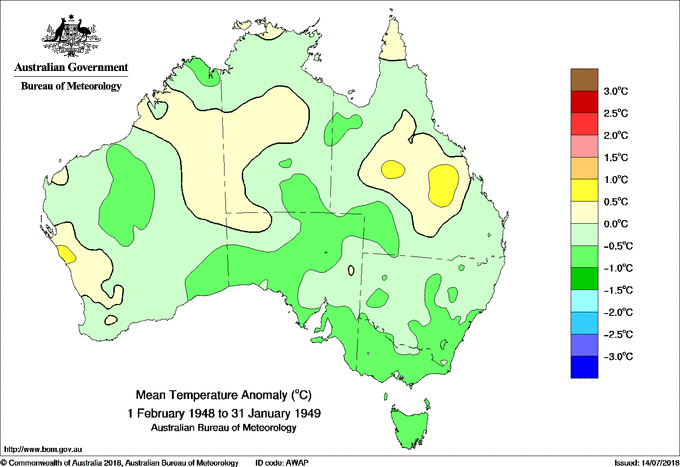 Australian Government
Bureau of Meteorology
3.0°C
2.5°C
2.0°C
1.5°C
1.0°C
0.5°C
0.0°C
-0.5°C
-1.0°C
-1.5°C
-2.0°C
-2.5°C
-3.0°C
Mean Temperature Anomaly (°C)
1 February 1948 to 31 January 1949
Australian Bureau of Meteorology
http://www.bom.gov.au
© Commonwealth of Australia 2018, Australian Bureau of Meteorology ID code: AWAP Issued: 14/07/2018